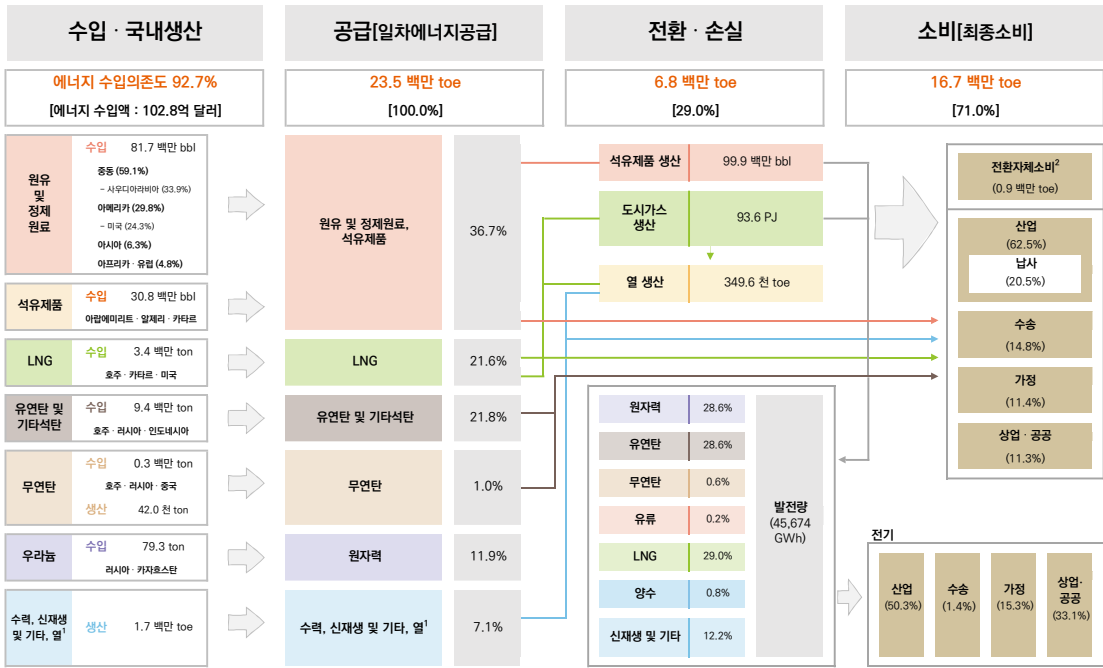 수입 · 국내생산
공급[일차에너지공급]
전환 · 손실
소비[최종소비]
에너지 수입의존도 92.7%
[에너지 수입액 : 102.8억 달러]
23.5 백만 toe
[100.0%]
6.8 백만 toe
[29.0%]
16.7 백만 toe
[71.0%]
원유
및
정제
원료
수입 81.7 백만 bbl
중동 (59.1%)
- 사우디아라비아 (33.9%)
아메리카 (29.8%)
- 미국 (24.3%)
아시아 (6.3%)
아프리카 · 유럽 (4.8%)
석유제품
수입 30.8 백만 bbl
아랍에미리트 · 알제리 · 카타르
LNG
수입 3.4 백만 ton
호주 · 카타르 · 미국
유연탄 및
기타석탄
수입 9.4 백만 ton
호주 · 러시아 · 인도네시아
무연탄
수입 0.3 백만 ton
호주 · 러시아 · 중국
생산 42.0 천 ton
우라늄
수입 79.3 ton
러시아 · 카자흐스탄
수력, 신재생
및 기타, 열1
생산 1.7 백만 toe
원유 및 정제원료,
석유제품
36.7%
LNG
21.6%
유연탄 및 기타석탄
21.8%
무연탄
1.0%
원자력
11.9%
수력, 신재생 및 기타, 열1
7.1%
석유제품 생산 99.9 백만 bbl
도시가스
생산
93.6 PJ
열 생산 349.6 천 toe
원자력 28.6%
유연탄 28.6%
무연탄 0.6%
유류 0.2%
LNG 29.0%
양수 0.8%
신재생 및 기타 12.2%
발전량
(45,674
GWh)
전환자체소비2
(0.9 백만 toe)
산업
(62.5%)
납사
(20.5%)
수송
(14.8%)
가정
(11.4%)
상업 · 공공
(11.3%)
전기
산업
(50.3%)
수송
(1.4%)
가정
(15.3%)
상업·
공공
(33.1%)